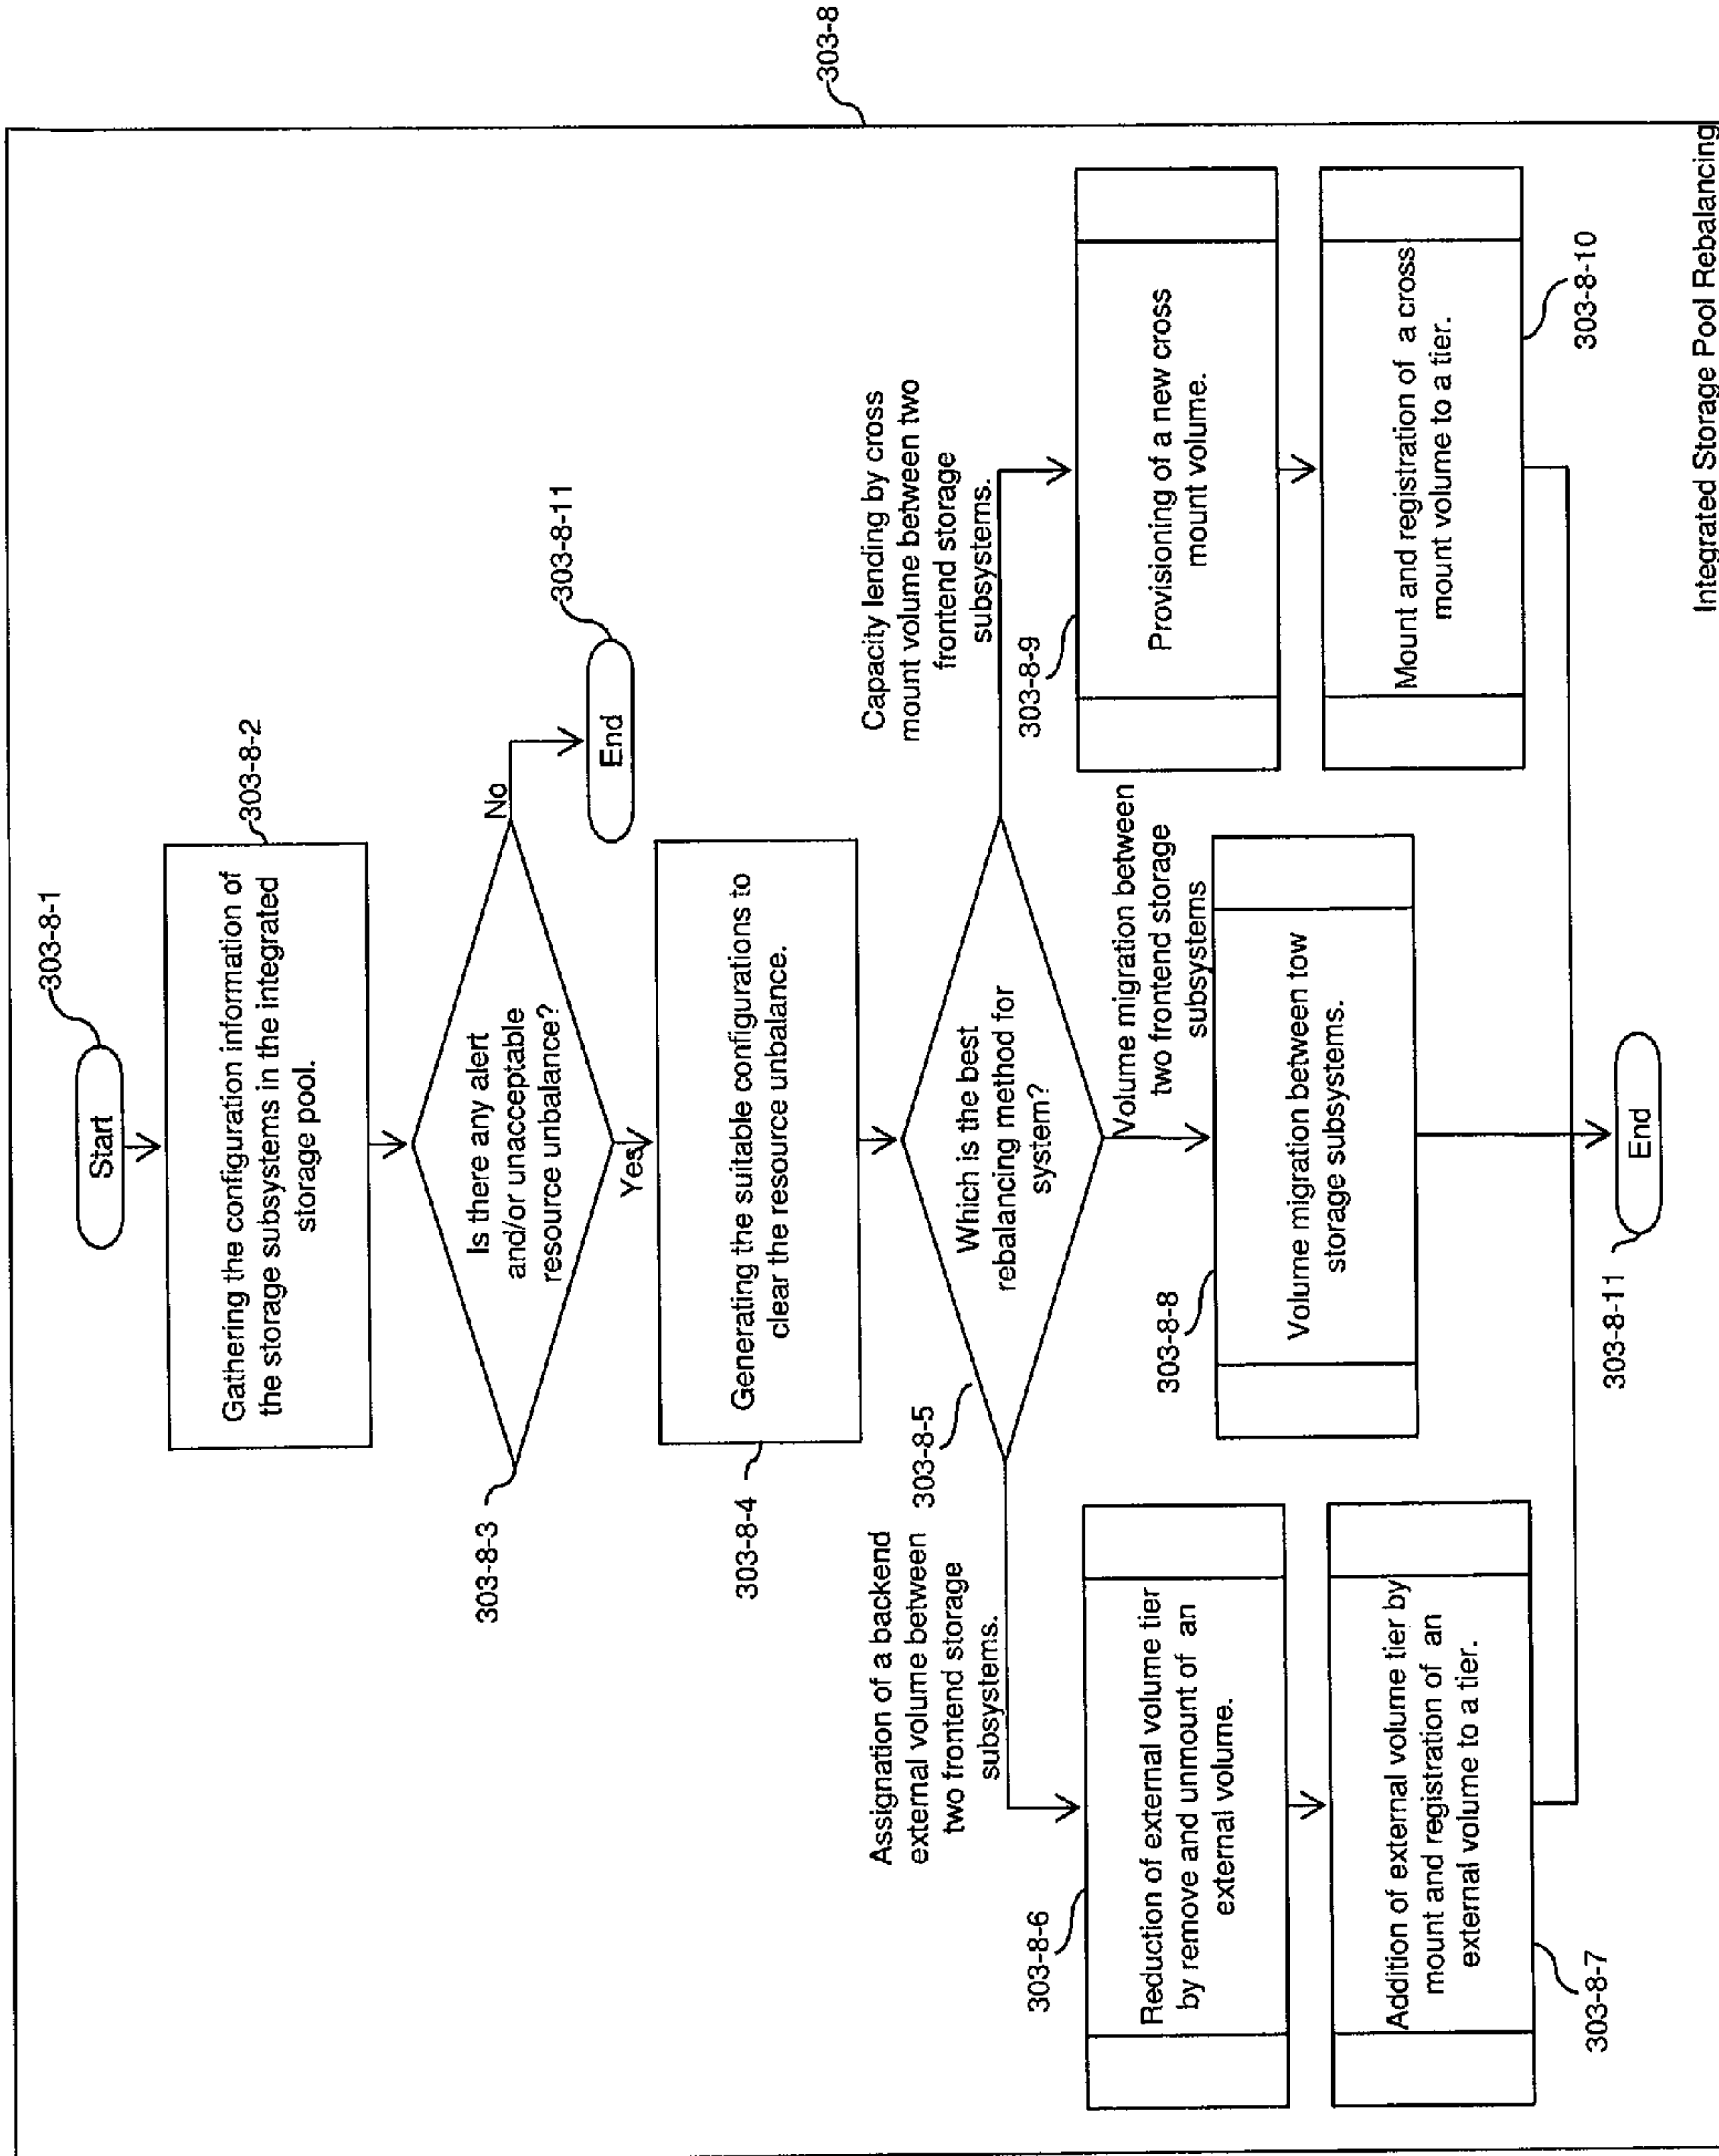 303-8
303-8-1
Start
303-8-2
Gathering the configuration information of
the storage subsystems in the integrated
storage pool.
303-8-3
Is there any alert
and/or unacceptable
resource unbalance?
No
303-8-11
End
Yes
303-8-4
Generating the suitable configurations to
clear the resource unbalance.
303-8-5
Which is the best
rebalancing method for
system?
Assignation of a backend
external volume between
two frontend storage
subsystems.
303-8-6
Reduction of external volume tier
by remove and unmount of an
external volume.
Addition of external volume tier by
mount and registration of an
external volume to a tier.
303-8-7
Volume migration between
two frontend storage
subsystems
303-8-8
Volume migration between tow
storage subsystems.
Capacity lending by cross
mount volume between two
frontend storage
subsystems.
303-8-9
Provisioning of a new cross
mount volume.
Mount and registration of a cross
mount volume to a tier.
303-8-10
303-8-11
End
Integrated Storage Pool Rebalancing